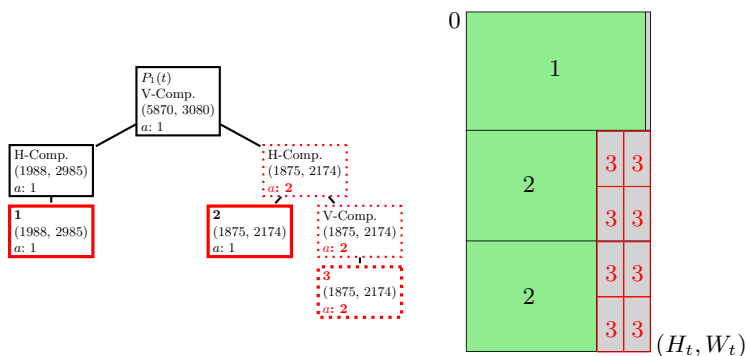 P₁(t)
V-Comp.
(5870, 3080)
a: 1
H-Comp.
(1988, 2985)
a: 1
1
(1988, 2985)
a: 1
H-Comp.
(1875, 2174)
a: 2
2
(1875, 2174)
a: 1
V-Comp.
(1875, 2174)
a: 2
3
(1875, 2174)
a: 2
0
1
2
3 3
3 3
2
3 3
3 3
(Hₜ, Wₜ)